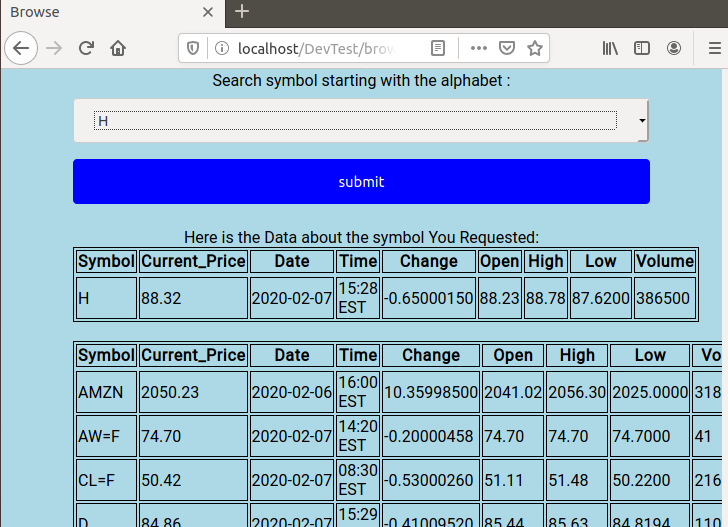 Browse
localhost/DevTest/brow
Search symbol starting with the alphabet :
H
submit
Here is the Data about the symbol You Requested:
Symbol Current_Price Date Time Change Open High Low Volume
H 88.32 2020-02-07 15:28 EST -0.65000150 88.23 88.78 87.6200 386500
Symbol Current_Price Date Time Change Open High Low Vo
AMZN 2050.23 2020-02-06 16:00 EST 10.35998500 2041.02 2056.30 2025.0000 318
AW=F 74.70 2020-02-07 14:20 EST -0.20000458 74.70 74.70 74.7000 41
CL=F 50.42 2020-02-07 08:30 EST -0.53000260 51.11 51.48 50.2200 216
D 84.86 2020-02-07 15:29 -0.41009520 85.44 85.63 84.8194 110